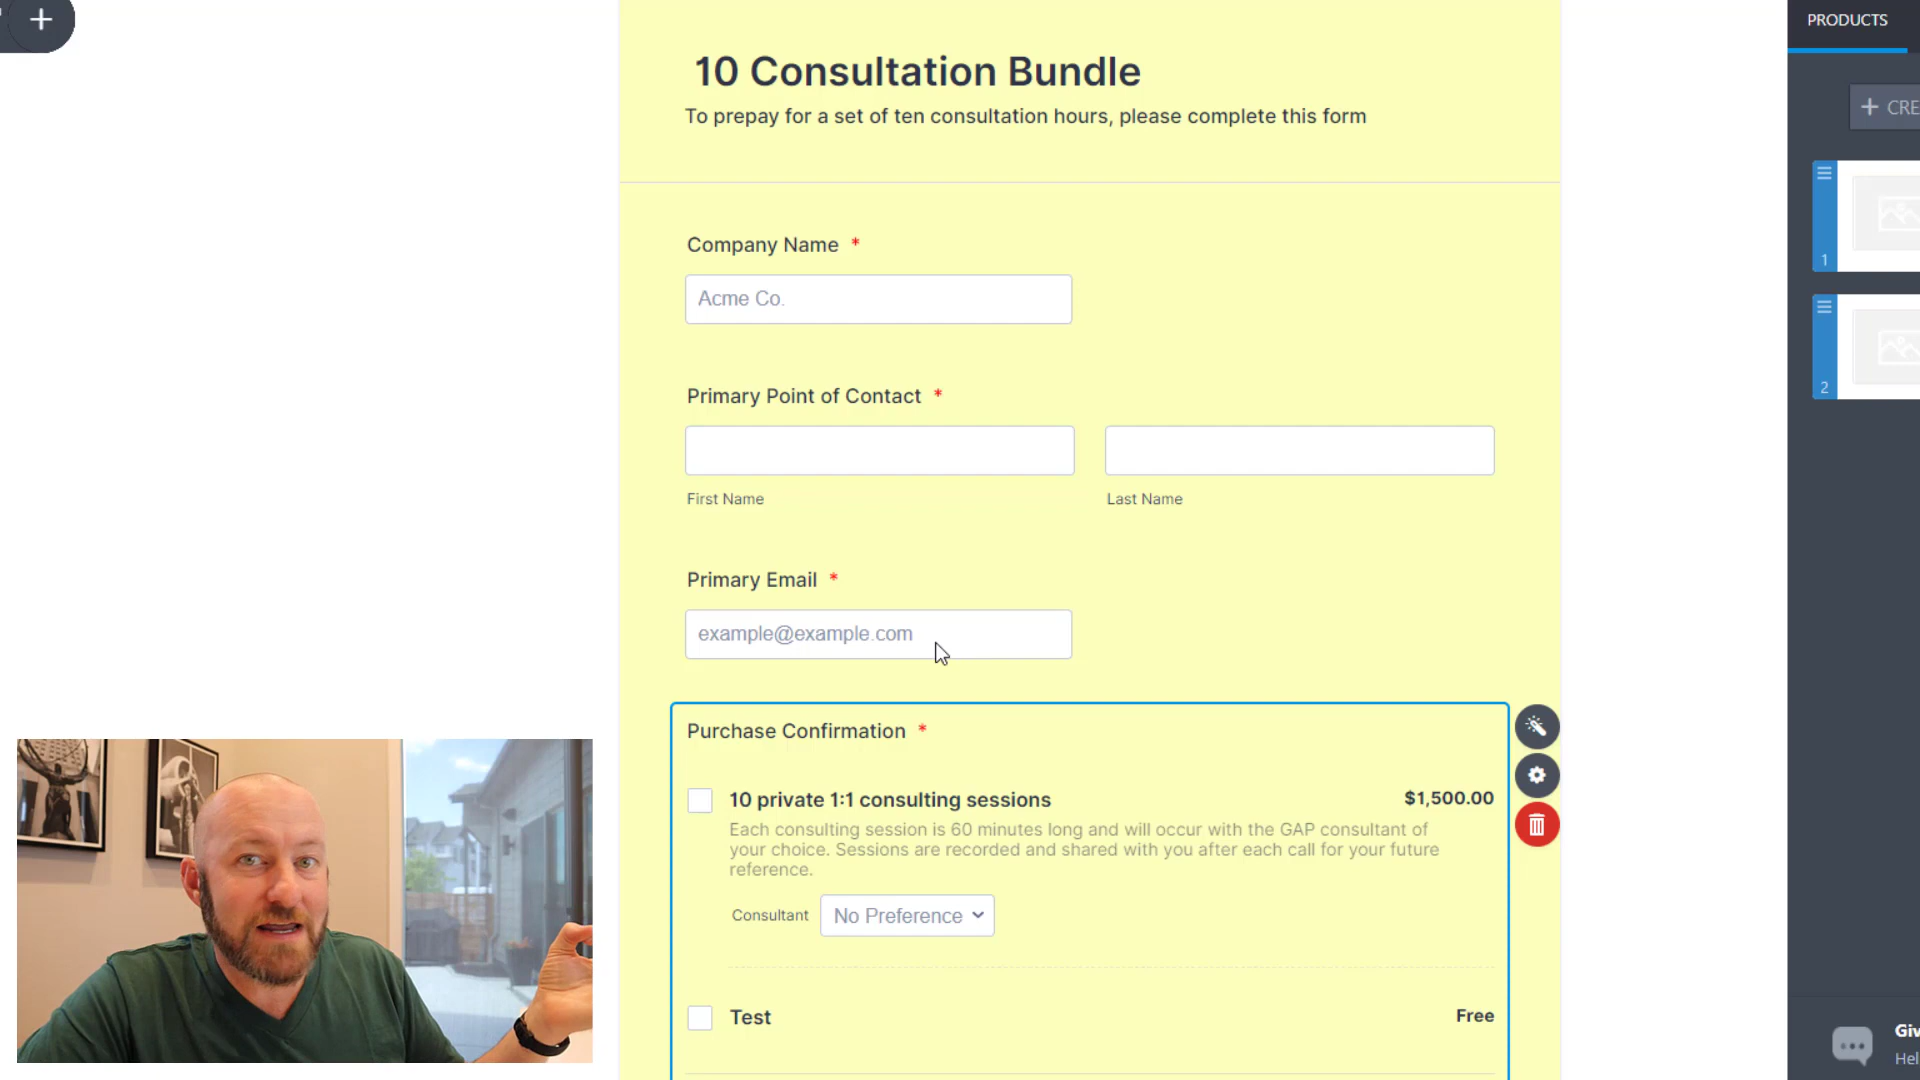 PRODUCTS
10 Consultation Bundle
To prepay for a set of ten consultation hours, please complete this form
+ CRE
Company Name *
Acme Co.
1
Primary Point of Contact *
2
First Name
Last Name
Primary Email *
example@example.com
Purchase Confirmation *
10 private 1:1 consulting sessions
$1,500.00
Each consulting session is 60 minutes long and will occur with the GAP consultant of
your choice. Sessions are recorded and shared with you after each call for your future
reference.
Consultant
No Preference
Test
Free
Giv
Hel